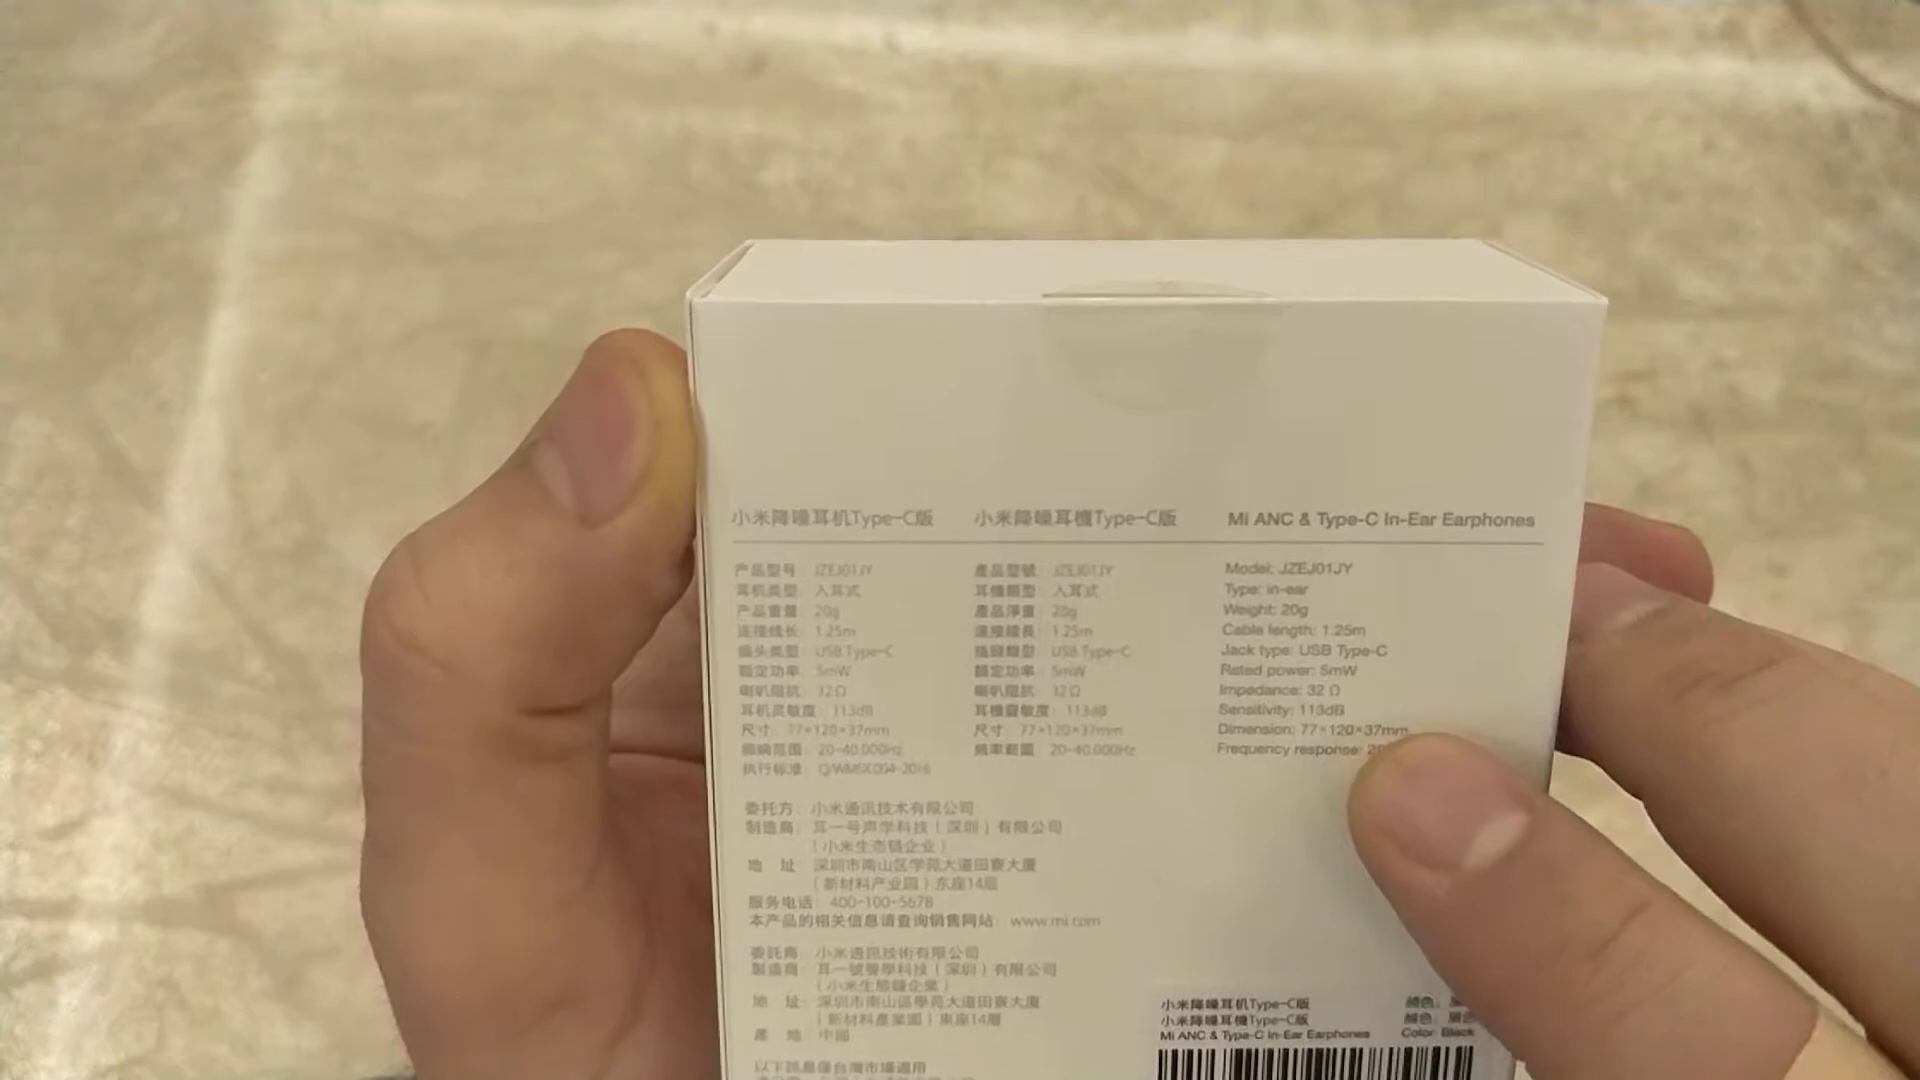 小米降噪耳机Type-C版
产品型号: JZEJ01JY
耳机类型: 入耳式
产品重量: 20g
连接线长: 1.25m
插头类型: USB Type-C
额定功率: 5mW
喇叭阻抗: 32Ω
耳机灵敏度: 113dB
尺寸: 77×120×37mm
频响范围: 20-40,000Hz
执行标准: Q/WMSX004-2016
小米降噪耳機Type-C版
產品型號: JZEJ01JY
耳機類型: 入耳式
產品淨重: 20g
連接線長: 1.25m
插頭類型: USB Type-C
額定功率: 5mW
喇叭阻抗: 32Ω
耳機靈敏度: 113dB
尺寸: 77×120×37mm
頻率範圍: 20-40,000Hz
Mi ANC & Type-C In-Ear Earphones
Model: JZEJ01JY
Type: in-ear
Weight: 20g
Cable length: 1.25m
Jack type: USB Type-C
Rated power: 5mW
Impedance: 32 Ω
Sensitivity: 113dB
Dimension: 77×120×37mm
Frequency response:
委托方: 小米通讯技术有限公司
制造商: 耳一号声学科技(深圳)有限公司
(小米生态链企业)
地 址: 深圳市南山区学苑大道田寮大厦
(新材料产业园)东座14层
服务电话: 400-100-5678
本产品的相关信息请查询销售网站: www.mi.com
委託商: 小米通訊技術有限公司
製造商: 耳一號聲學科技(深圳)有限公司
(小米生態鏈企業)
地 址: 深圳市南山區學苑大道田寮大廈
(新材料產業園)東座14層
產 地: 中國
以下訊息僅台灣市場適用
小米降噪耳机Type-C版 颜色:
小米降噪耳機Type-C版 顏色: 黑色
Mi ANC & Type-C In-Ear Earphones Color: Black